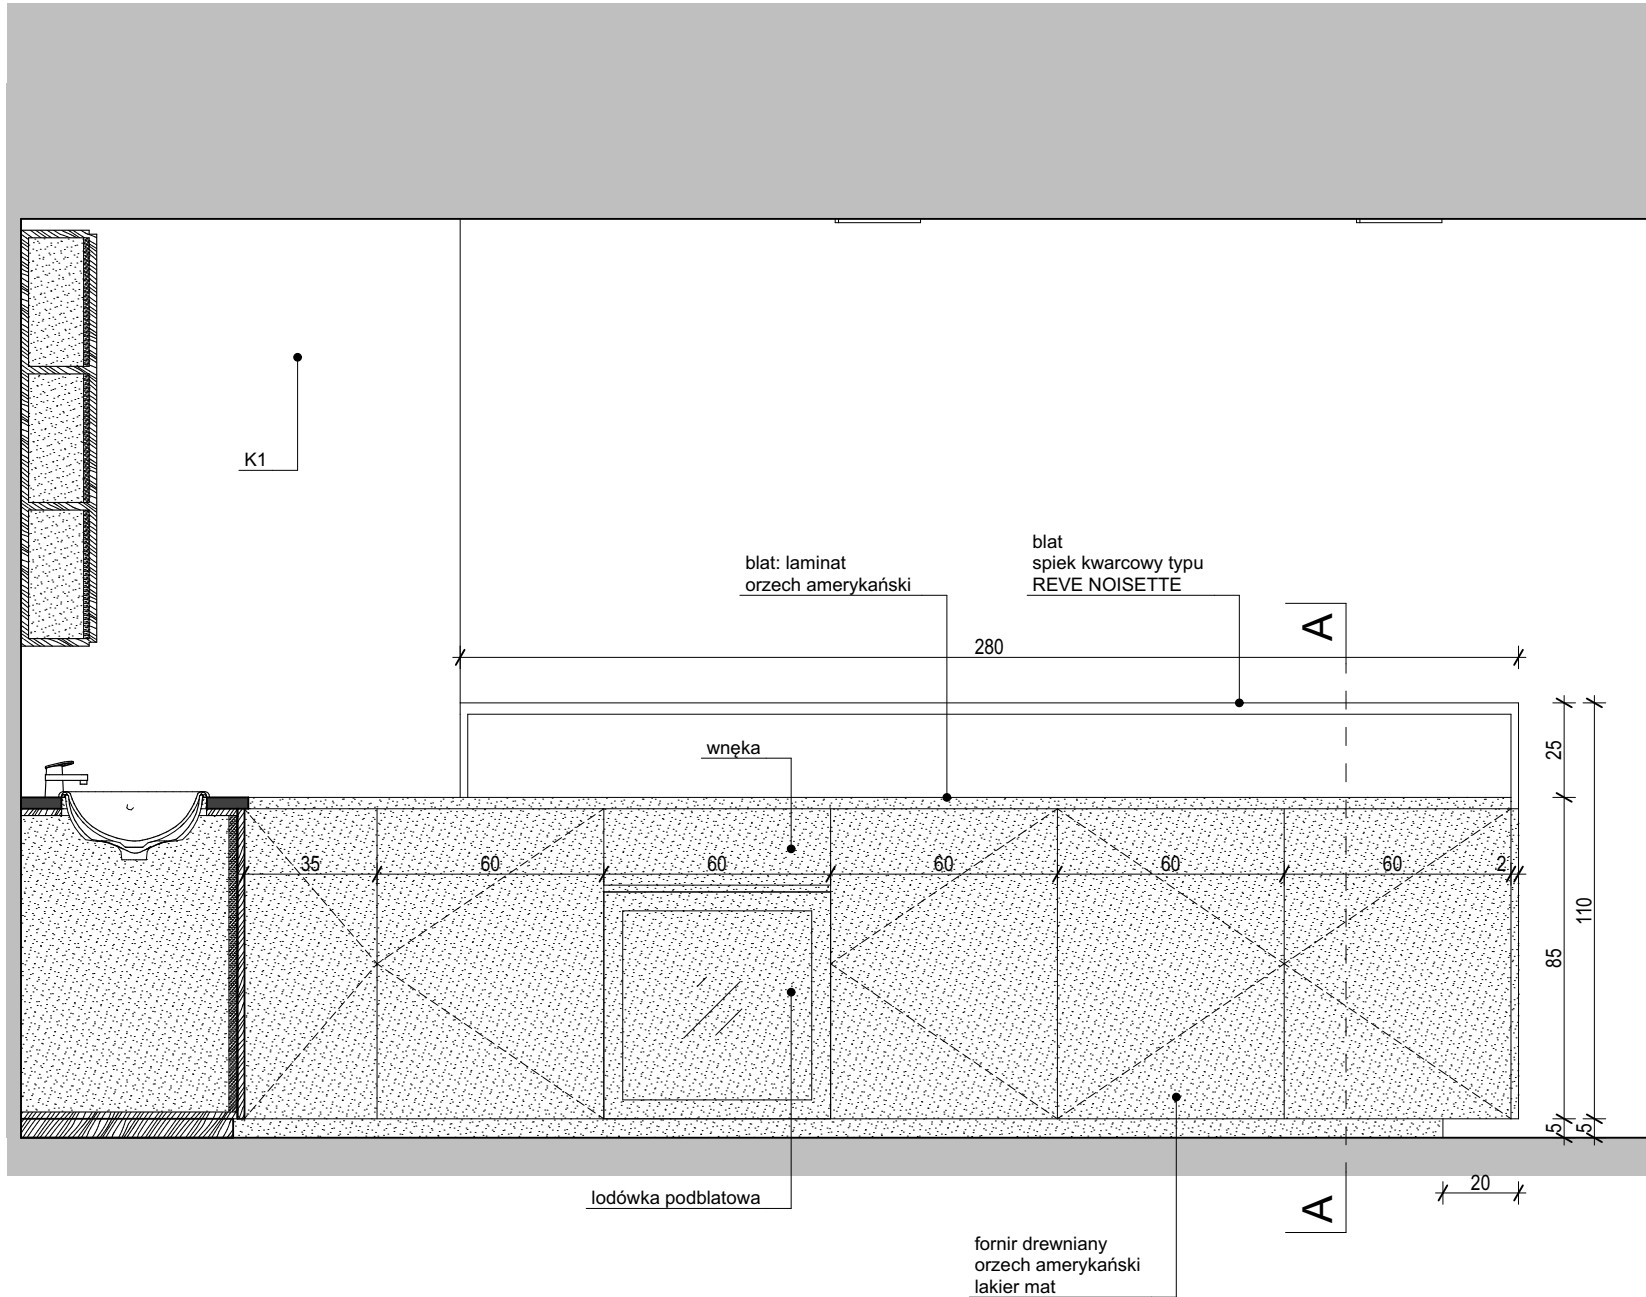 K1
blat: laminat
orzech amerykański
blat
spiek kwarcowy typu
REVE NOISETTE
A
280
wnęka
25
35
60
60
60
60
60
2
110
85
5
5
lodówka podblatowa
20
A
fornir drewniany
orzech amerykański
lakier mat